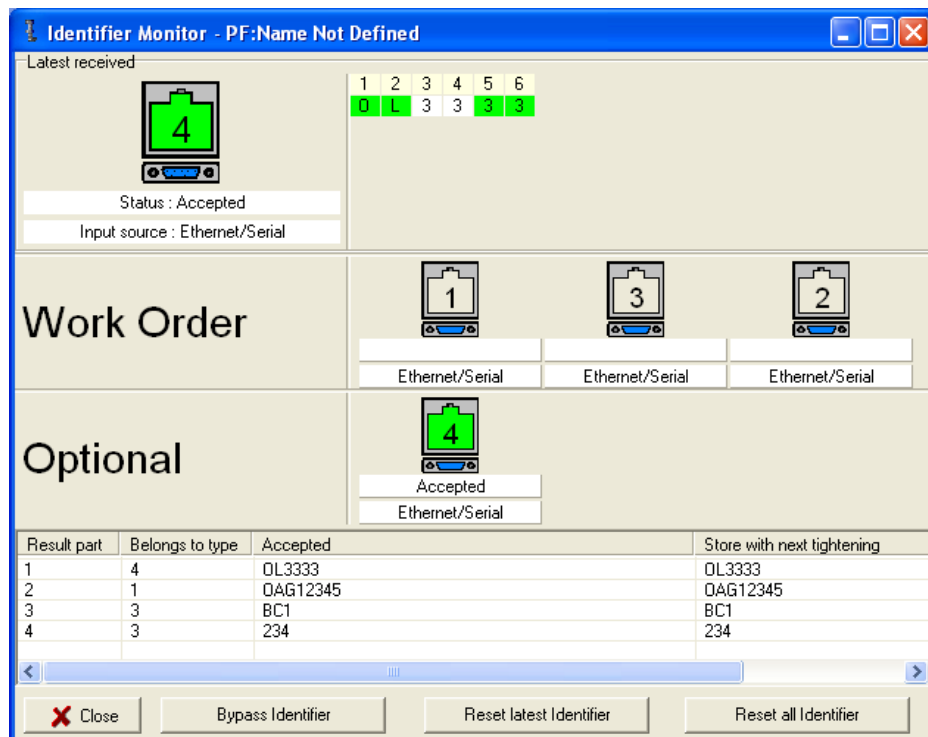 Identifier Monitor - PF:Name Not Defined
Latest received
1 2 3 4 5 6
O L 3 3 3 3
4
Status : Accepted
Input source : Ethernet/Serial
Work Order
1 3 2
Ethernet/Serial Ethernet/Serial Ethernet/Serial
Optional
4
Accepted
Ethernet/Serial
Result part Belongs to type Accepted Store with next tightening
1 4 OL3333 OL3333
2 1 OAG12345 OAG12345
3 3 BC1 BC1
4 3 234 234
Close Bypass Identifier Reset latest Identifier Reset all Identifier